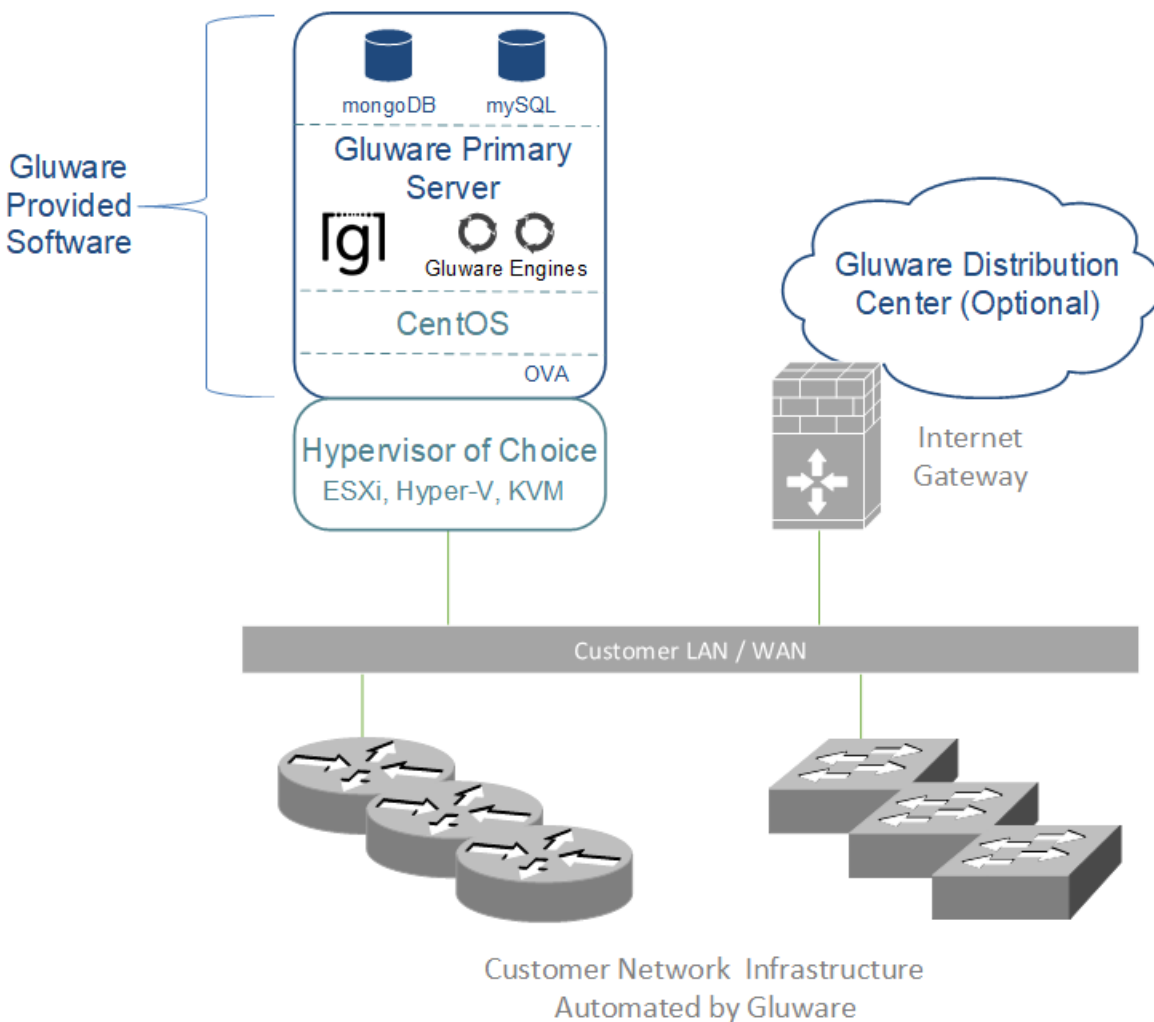 mongoDB
mySQL
Gluware Primary
Server
[g]
Gluware Engines
CentOS
OVA
Gluware
Provided
Software
Hypervisor of Choice
ESXi, Hyper-V, KVM
Gluware Distribution
Center (Optional)
Internet
Gateway
Customer LAN / WAN
Customer Network Infrastructure
Automated by Gluware